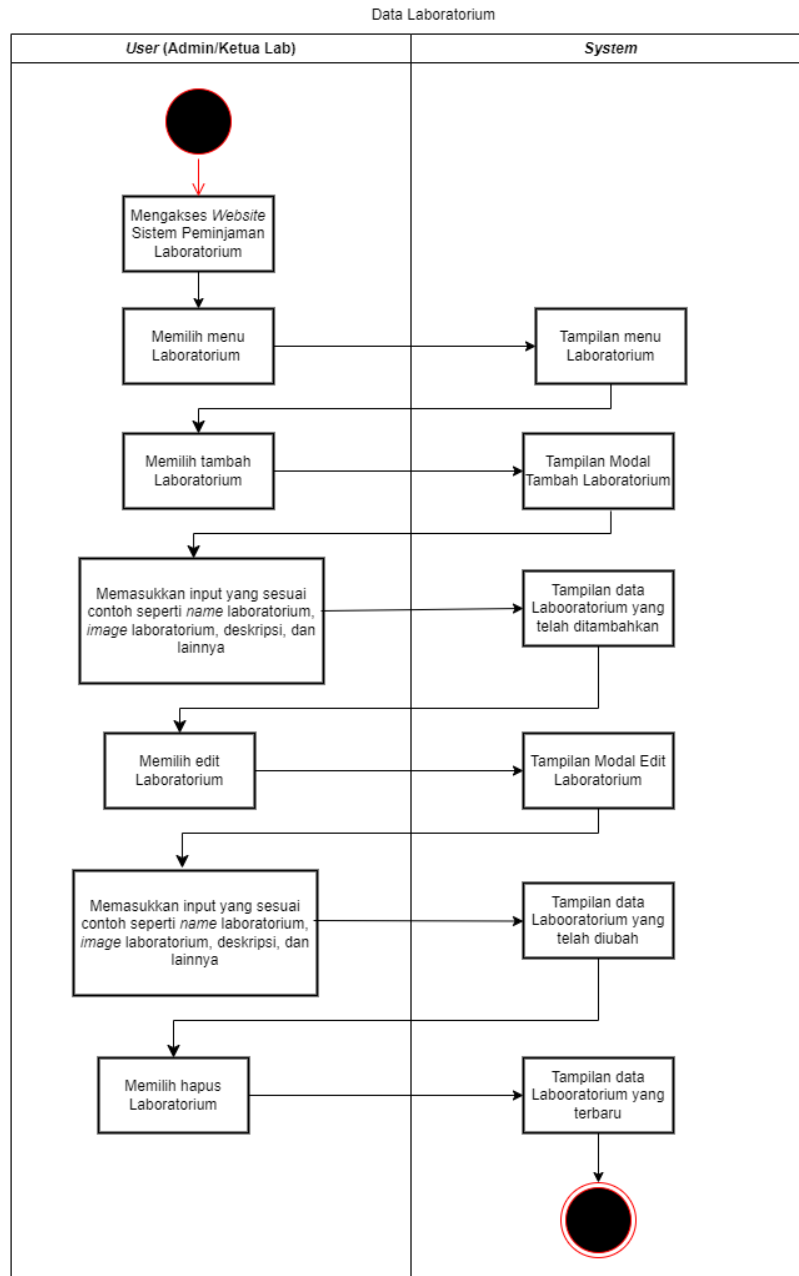 Data Laboratorium
User (Admin/Ketua Lab)
System
Mengakses Website
Sistem Peminjaman
Laboratorium
Memilih menu
Laboratorium
Tampilan menu
Laboratorium
Memilih tambah
Laboratorium
Tampilan Modal
Tambah Laboratorium
Memasukkan input yang sesuai
contoh seperti name laboratorium,
image laboratorium, deskripsi, dan
lainnya
Tampilan data
Labooratorium yang
telah ditambahkan
Memilih edit
Laboratorium
Tampilan Modal Edit
Laboratorium
Memasukkan input yang sesuai
contoh seperti name laboratorium,
image laboratorium, deskripsi, dan
lainnya
Tampilan data
Labooratorium yang
telah diubah
Memilih hapus
Laboratorium
Tampilan data
Labooratorium yang
terbaru